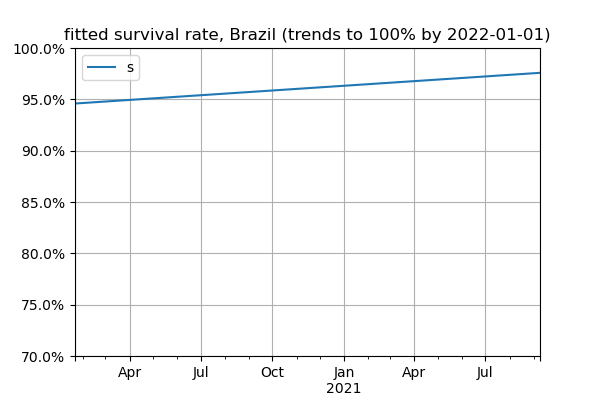 fitted survival rate, Brazil (trends to 100% by 2022-01-01)
100.0%
s
95.0%
90.0%
85.0%
80.0%
75.0%
70.0%
Apr Jul Oct Jan Apr Jul
2021